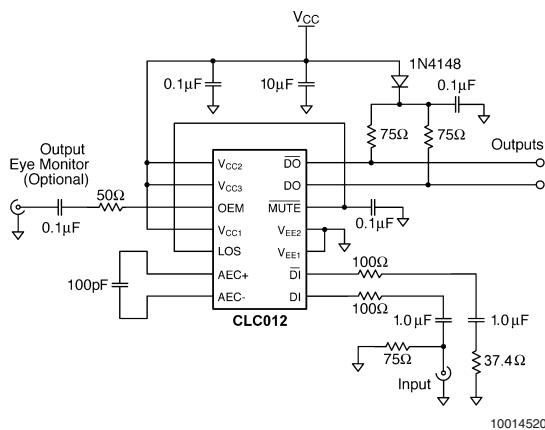 VCC
1N4148
0.1µF
10µF
0.1µF
75Ω
75Ω
Output
Eye Monitor
(Optional)
Outputs
VCC2
DO
VCC3
DO
50Ω
OEM
MUTE
0.1µF
0.1µF
VCC1
VEE2
LOS
VEE1
100Ω
AEC+
DI
100pF
AEC-
DI
100Ω
CLC012
1.0µF
1.0µF
75Ω
37.4Ω
Input
10014520